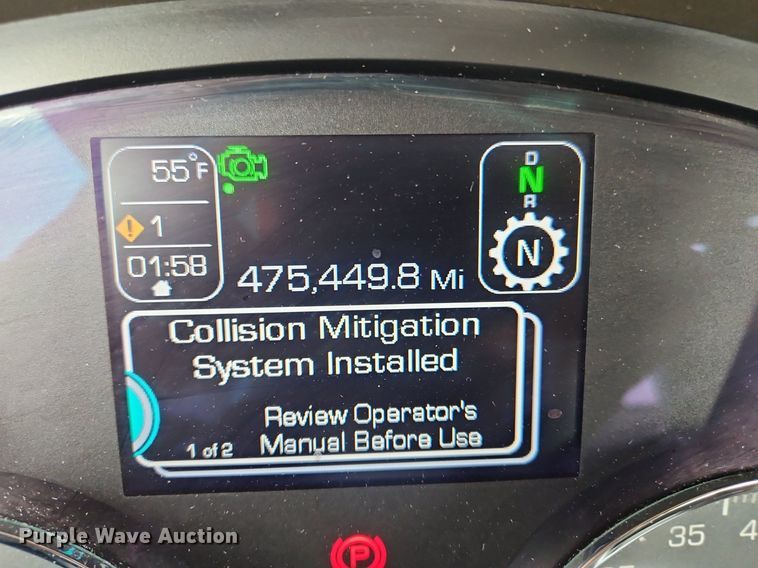 55°F
1
01:58
D
N
R
N
475,449.8 Mi
Collision Mitigation
System Installed
Review Operator's
Manual Before Use
1 of 2
Purple Wave Auction
P
35